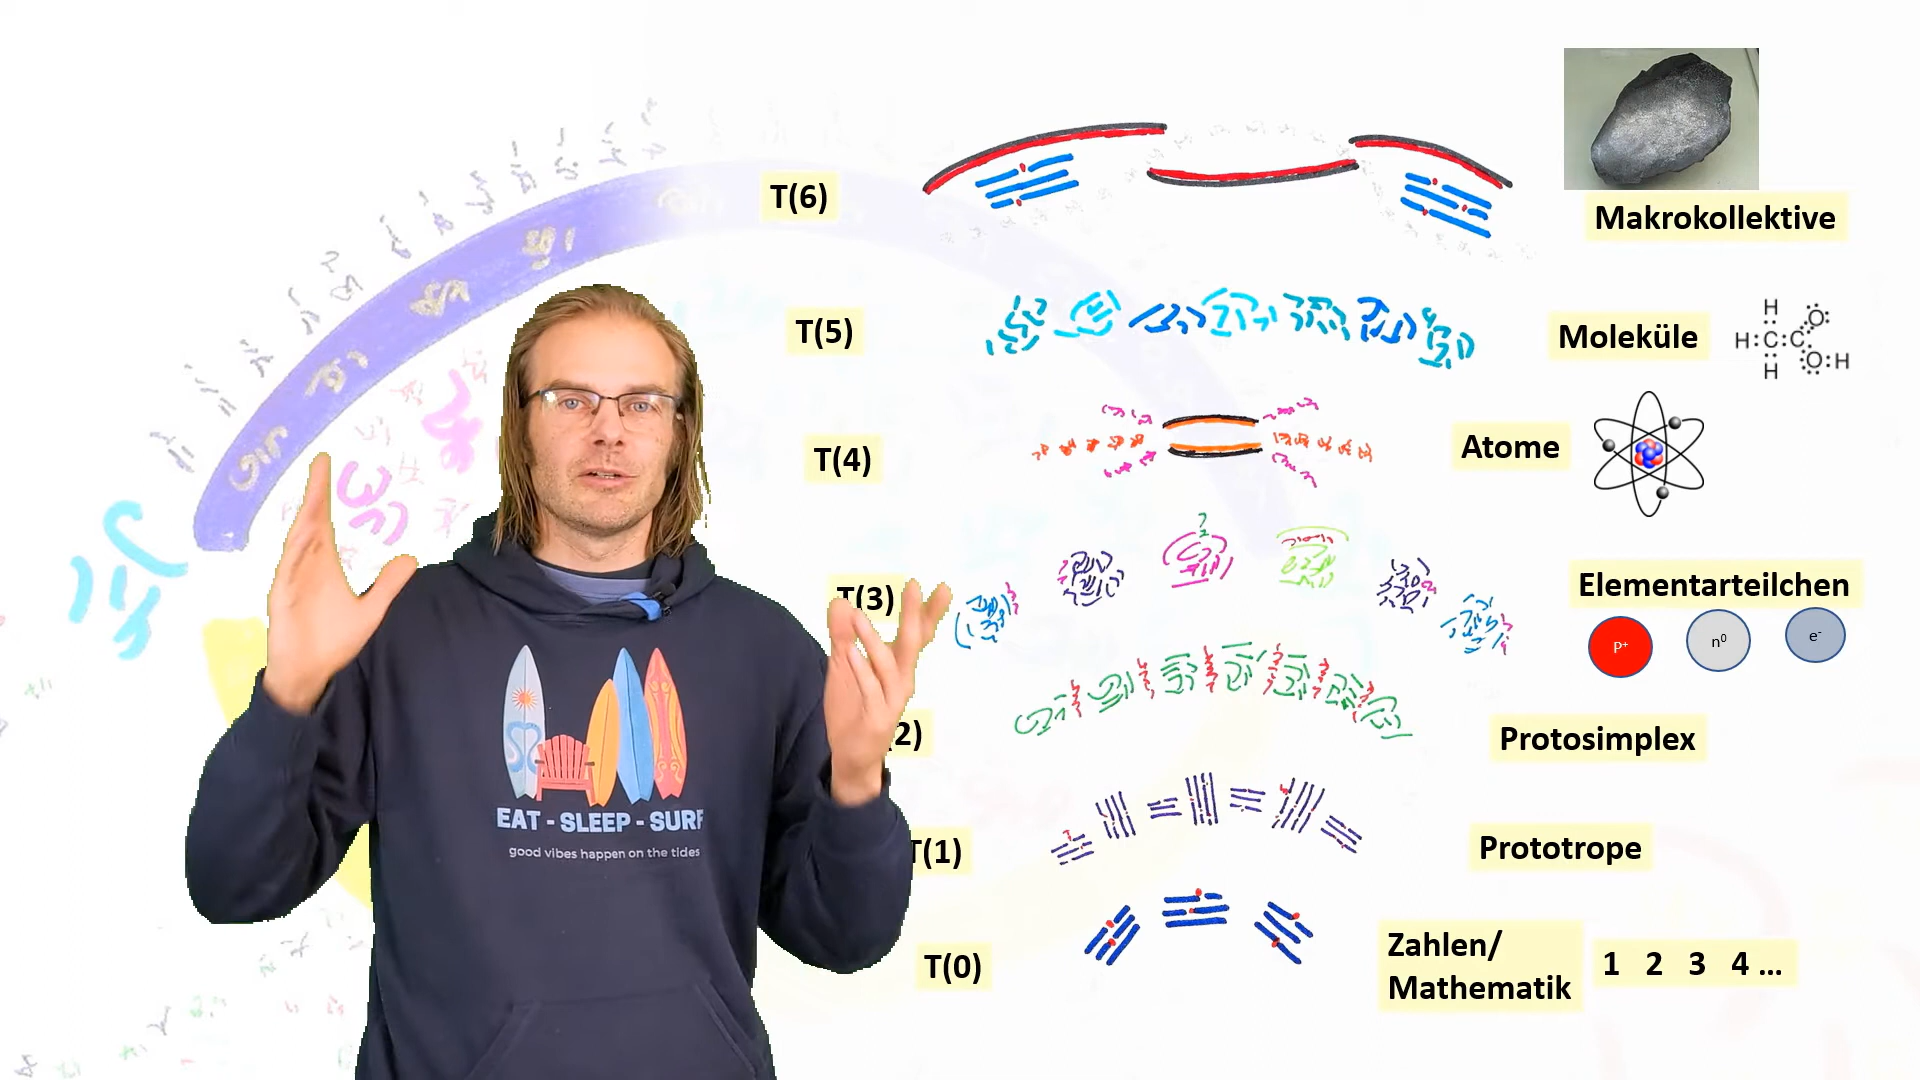 T(6)
Makrokollektive
T(5)
Moleküle
H
H:C:C
O
O:H
H
T(4)
Atome
T(3)
Elementarteilchen
P+
n0
e-
(2)
Protosimplex
EAT - SLEEP - SURF
good vibes happen on the tides
T(1)
Prototrope
T(0)
Zahlen/
Mathematik
1 2 3 4 ...